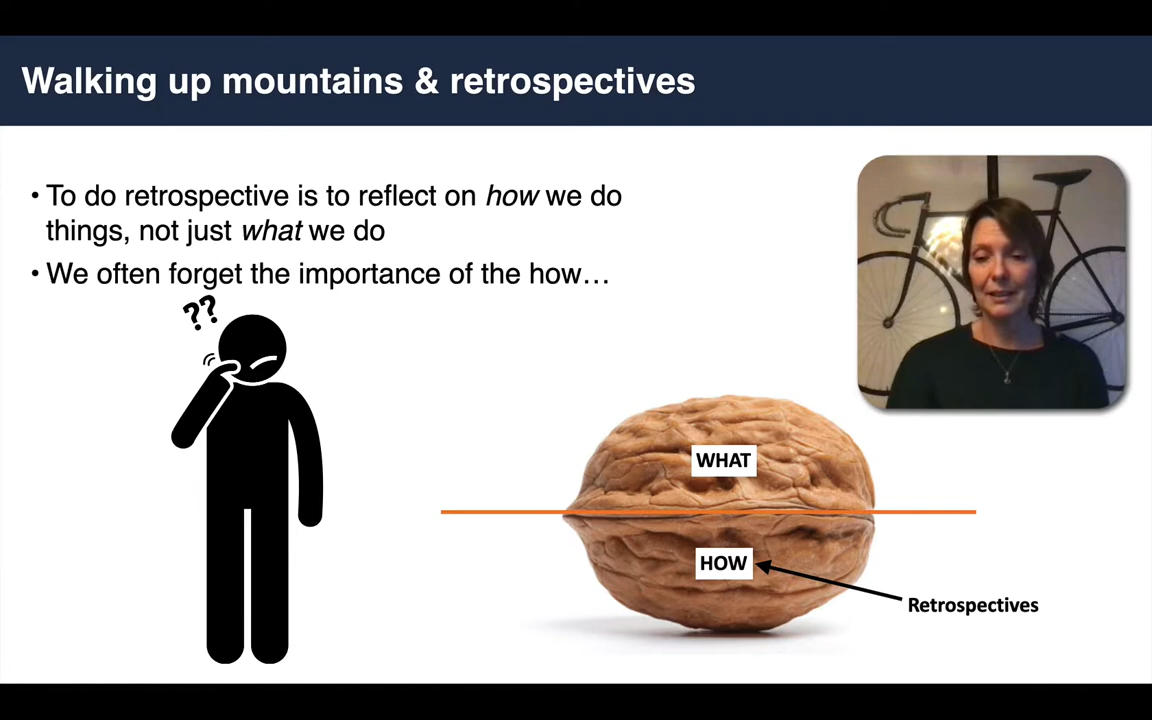 Walking up mountains & retrospectives
• To do retrospective is to reflect on how we do
things, not just what we do
• We often forget the importance of the how…
??
WHAT
HOW
Retrospectives